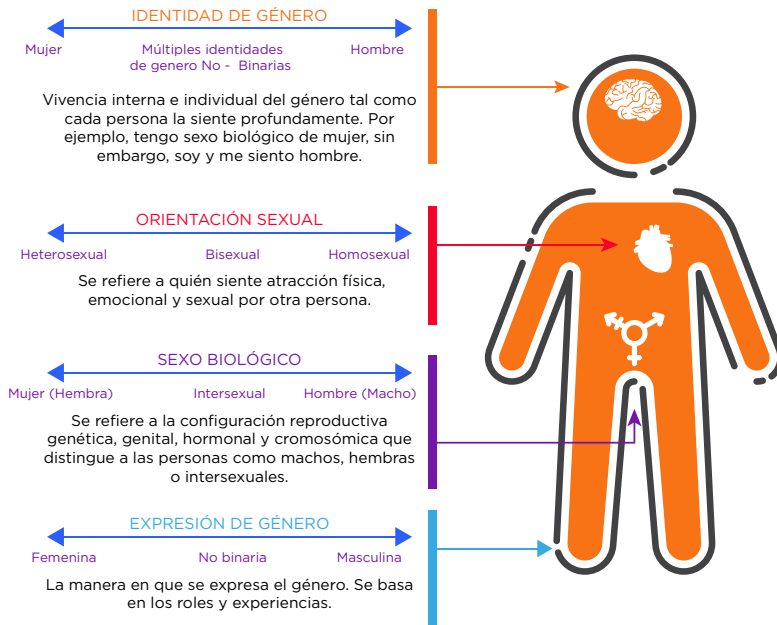 IDENTIDAD DE GÉNERO
Mujer Múltiples identidades Hombre
de genero No - Binarias
Vivencia interna e individual del género tal como
cada persona la siente profundamente. Por
ejemplo, tengo sexo biológico de mujer, sin
embargo, soy y me siento hombre.
ORIENTACIÓN SEXUAL
Heterosexual Bisexual Homosexual
Se refiere a quién siente atracción física,
emocional y sexual por otra persona.
SEXO BIOLÓGICO
Mujer (Hembra) Intersexual Hombre (Macho)
Se refiere a la configuración reproductiva
genética, genital, hormonal y cromosómica que
distingue a las personas como machos, hembras
o intersexuales.
EXPRESIÓN DE GÉNERO
Femenina No binaria Masculina
La manera en que se expresa el género. Se basa
en los roles y experiencias.